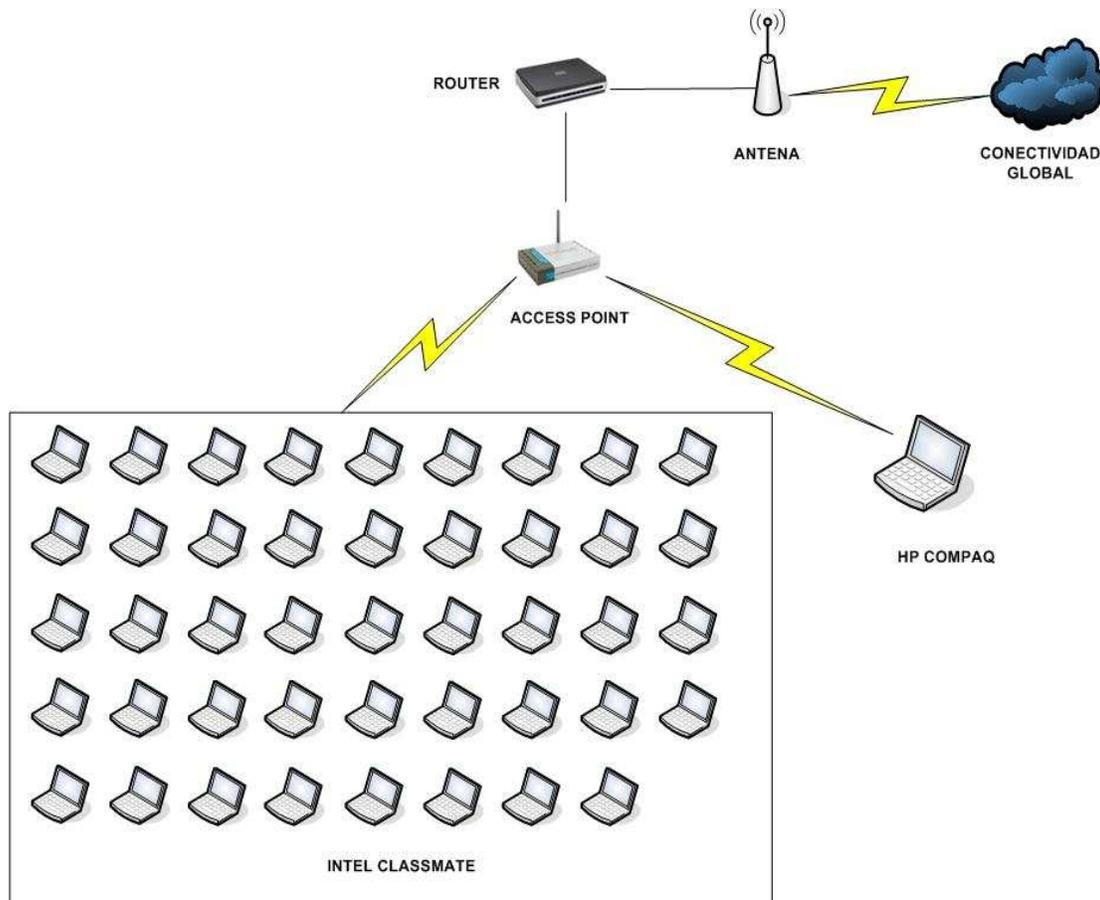 ROUTER
ANTENA
CONECTIVIDAD
GLOBAL
ACCESS POINT
HP COMPAQ
INTEL CLASSMATE